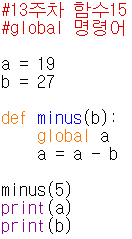 #13주차 함수15
#global 명령어

a = 19
b = 27

def minus(b):
    global a
    a = a - b

minus(5)
print(a)
print(b)